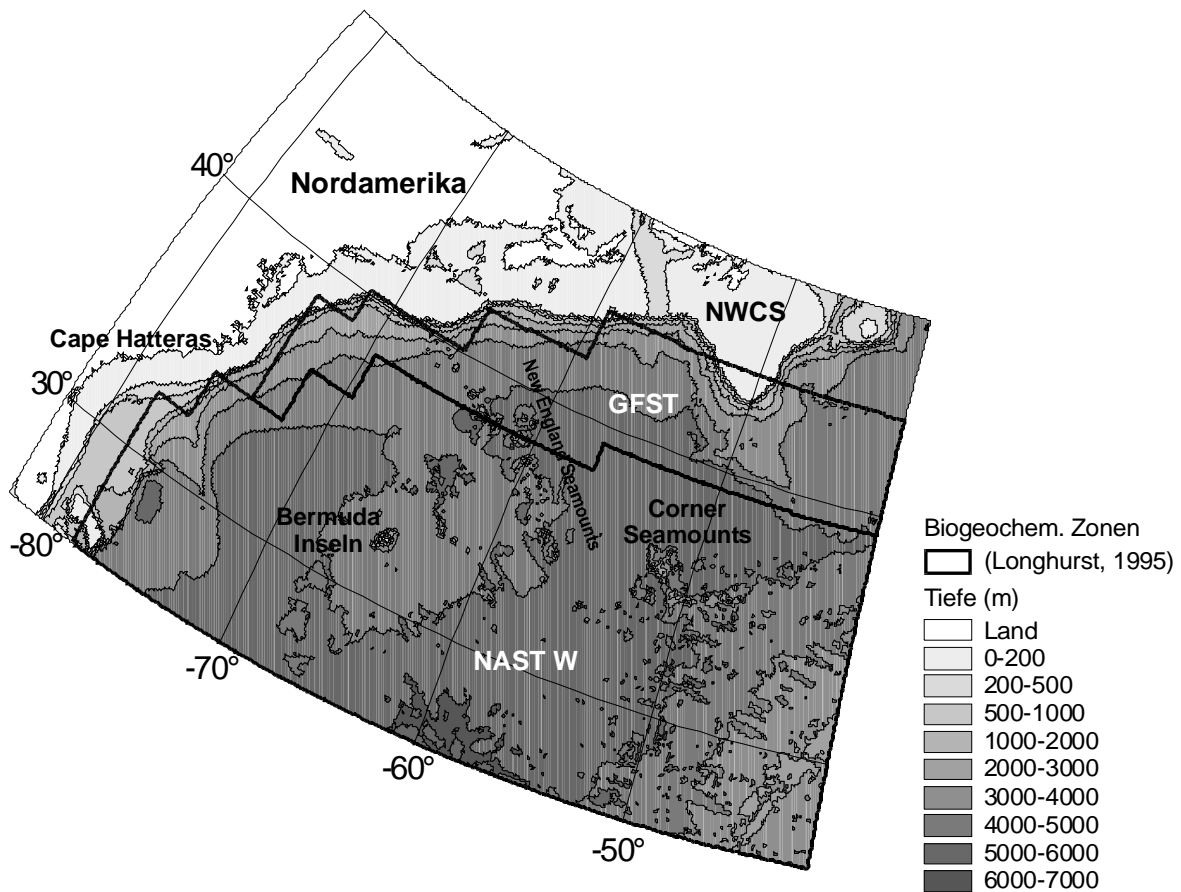 40°
Nordamerika
NWCS
Cape Hatteras
30°
GFST
New England Seamounts
Bermuda
Inseln
Corner
Seamounts
-80°
NAST W
-70°
-60°
-50°
Biogeochem. Zonen
(Longhurst, 1995)
Tiefe (m)
Land
0-200
200-500
500-1000
1000-2000
2000-3000
3000-4000
4000-5000
5000-6000
6000-7000